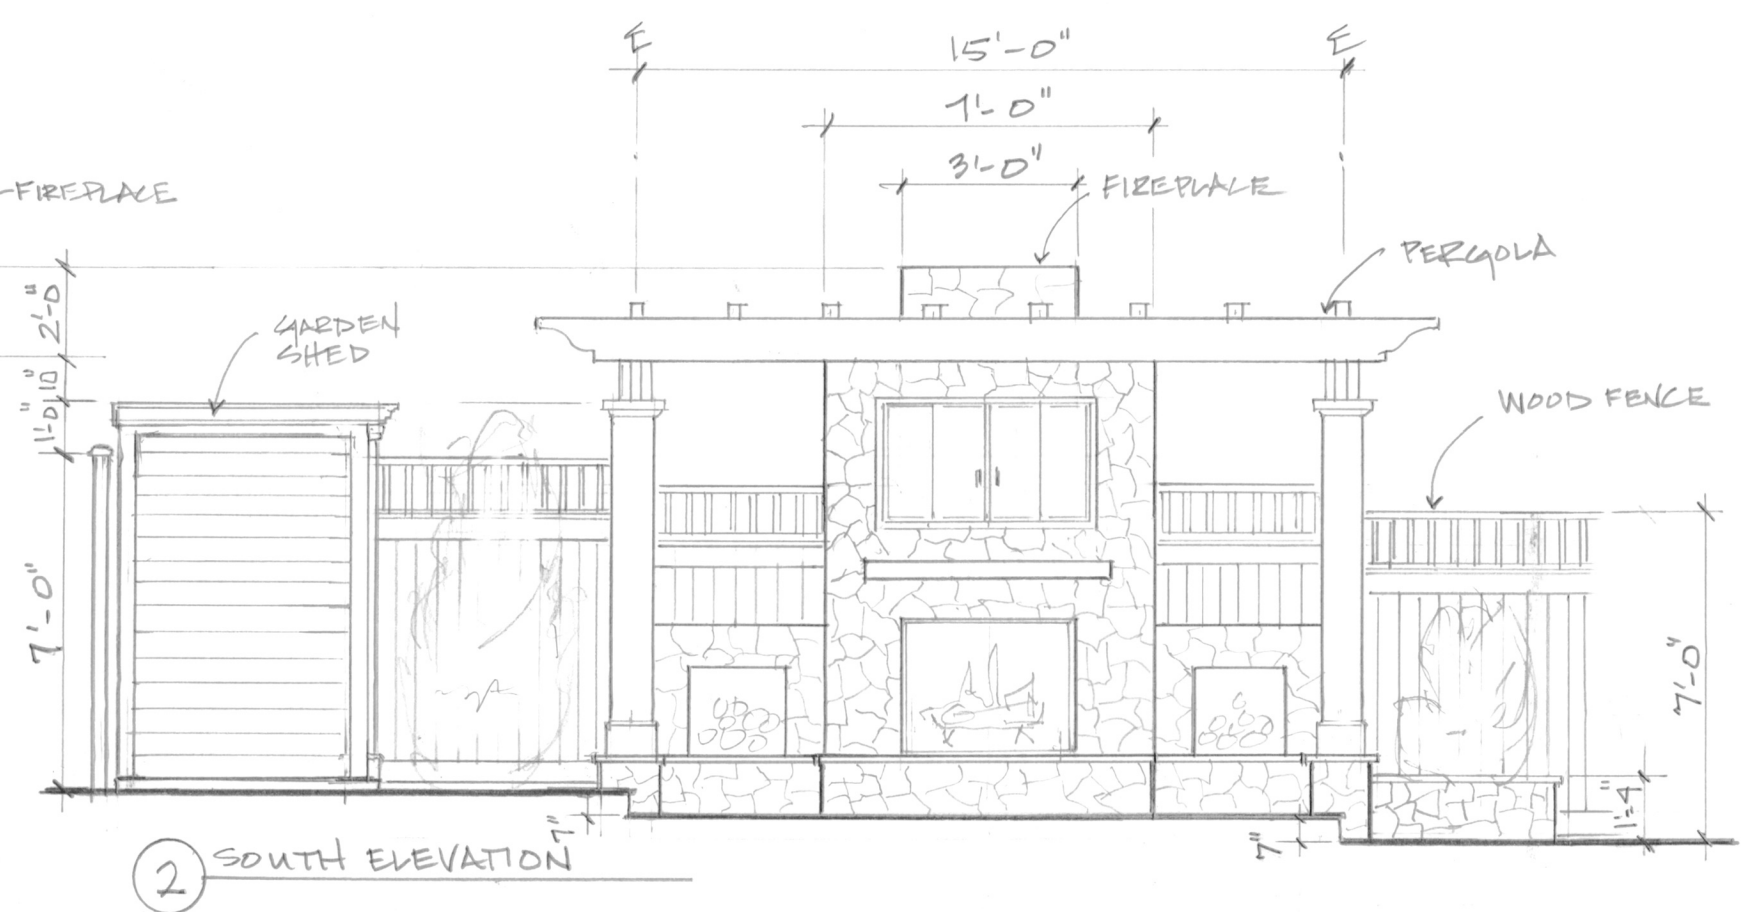 15'-0"
7'-0"
3'-0"
FIREPLACE
FIREPLACE
PERGOLA
2'-0"
GARDEN
SHED
10"
1'-0"
WOOD FENCE
7'-0"
7'-0"
1'-4"
7"
7"
2
SOUTH ELEVATION